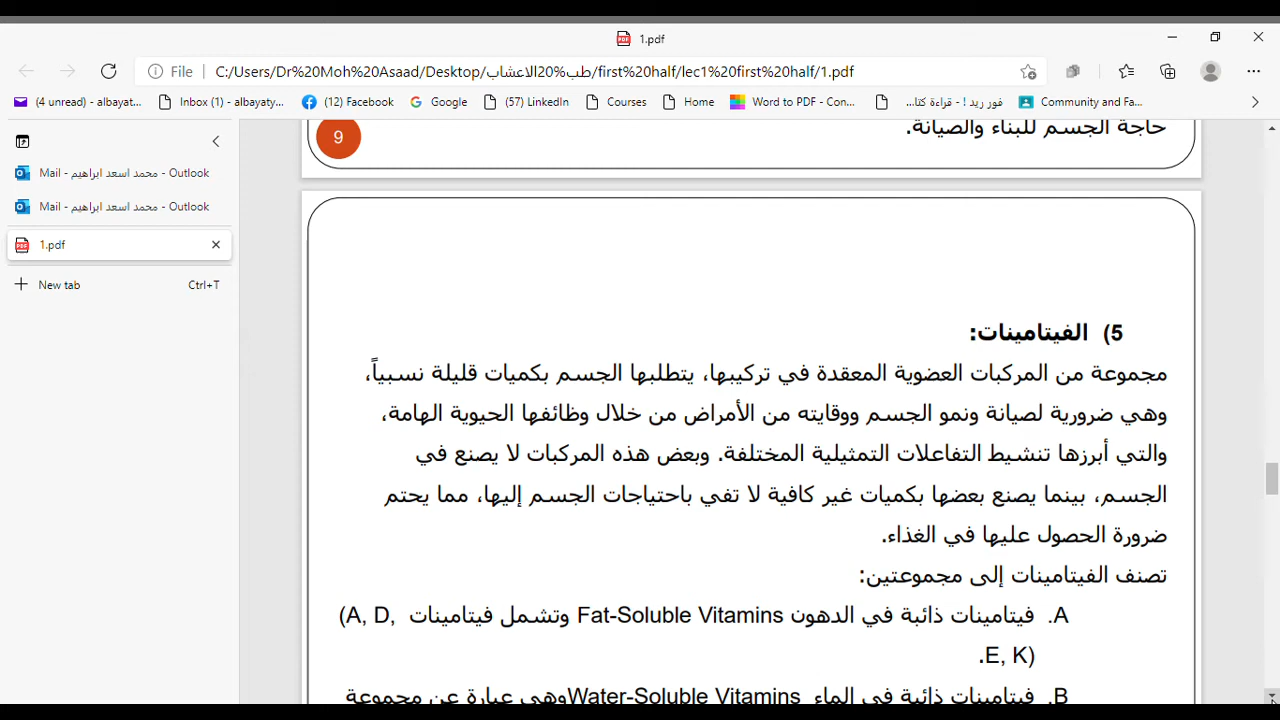 1.pdf
File C:/Users/Dr%20Moh%20Asaad/Desktop/طب%20الاعشاب/first%20half/lec1%20first%20half/1.pdf
(4 unread) - albayat... Inbox (1) - albayaty... (12) Facebook Google (57) LinkedIn Courses Home Word to PDF - Con... فور ريد ! - قراءة كتا... Community and Fa...
Mail - محمد اسعد ابراهيم - Outlook
Mail - محمد اسعد ابراهيم - Outlook
1.pdf
New tab Ctrl+T
حاجة الجسم للبناء والصيانة.
9
5) الفيتامينات:
مجموعة من المركبات العضوية المعقدة في تركيبها، يتطلبها الجسم بكميات قليلة نسبياً،
وهي ضرورية لصيانة ونمو الجسم ووقايته من الأمراض من خلال وظائفها الحيوية الهامة،
والتي أبرزها تنشيط التفاعلات التمثيلية المختلفة. وبعض هذه المركبات لا يصنع في
الجسم، بينما يصنع بعضها بكميات غير كافية لا تفي باحتياجات الجسم إليها، مما يحتم
ضرورة الحصول عليها في الغذاء.
تصنف الفيتامينات إلى مجموعتين:
A. فيتامينات ذائبة في الدهون Fat-Soluble Vitamins وتشمل فيتامينات (A, D,
E, K).
B. فيتامينات ذائبة في الماء Water-Soluble Vitamins وهي عبارة عن مجموعة